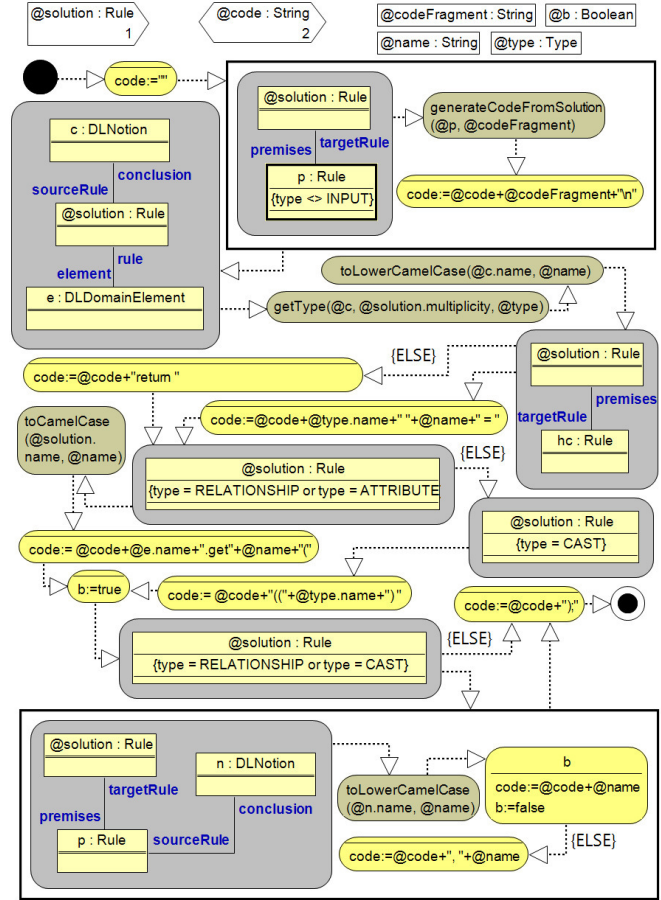 @solution : Rule
1
@code : String
2
@codeFragment : String
@b : Boolean
@name : String
@type : Type
code:=""
c : DLNotion
conclusion
sourceRule
@solution : Rule
rule
element
e : DLDomainElement
@solution : Rule
premises
targetRule
p : Rule
{type <> INPUT}
generateCodeFromSolution
(@p, @codeFragment)
code:=@code+@codeFragment+"\n"
toLowerCamelCase(@c.name, @name)
getType(@c, @solution.multiplicity, @type)
{ELSE}
@solution : Rule
premises
targetRule
hc : Rule
code:=@code+"return "
code:=@code+@type.name+" "+@name+" = "
toCamelCase
(@solution.
name, @name)
@solution : Rule
{type = RELATIONSHIP or type = ATTRIBUTE
{ELSE}
@solution : Rule
{type = CAST}
code:= @code+@e.name+".get"+@name+"("
b:=true
code:= @code+"(("+@type.name+") "
code:=@code+");"
@solution : Rule
{type = RELATIONSHIP or type = CAST}
{ELSE}
@solution : Rule
targetRule
premises
p : Rule
sourceRule
n : DLNotion
conclusion
toLowerCamelCase
(@n.name, @name)
b
code:=@code+@name
b:=false
{ELSE}
code:=@code+", "+@name